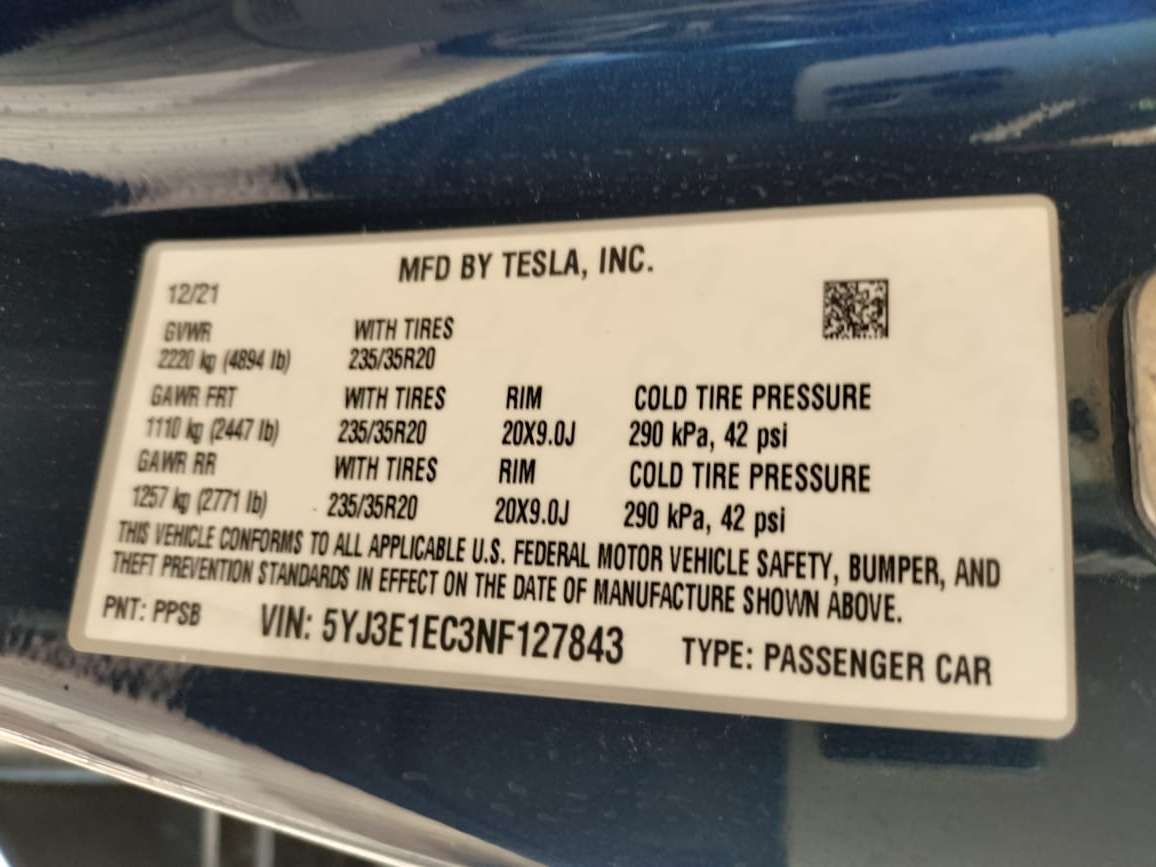 MFD BY TESLA, INC.
12/21
GVWR WITH TIRES
2220 kg (4894 lb) 235/35R20
GAWR FRT WITH TIRES RIM COLD TIRE PRESSURE
1110 kg (2447 lb) 235/35R20 20X9.0J 290 kPa, 42 psi
GAWR RR WITH TIRES RIM COLD TIRE PRESSURE
1257 kg (2771 lb) 235/35R20 20X9.0J 290 kPa, 42 psi
THIS VEHICLE CONFORMS TO ALL APPLICABLE U.S. FEDERAL MOTOR VEHICLE SAFETY, BUMPER, AND
THEFT PREVENTION STANDARDS IN EFFECT ON THE DATE OF MANUFACTURE SHOWN ABOVE.
PNT: PPSB VIN: 5YJ3E1EC3NF127843 TYPE: PASSENGER CAR